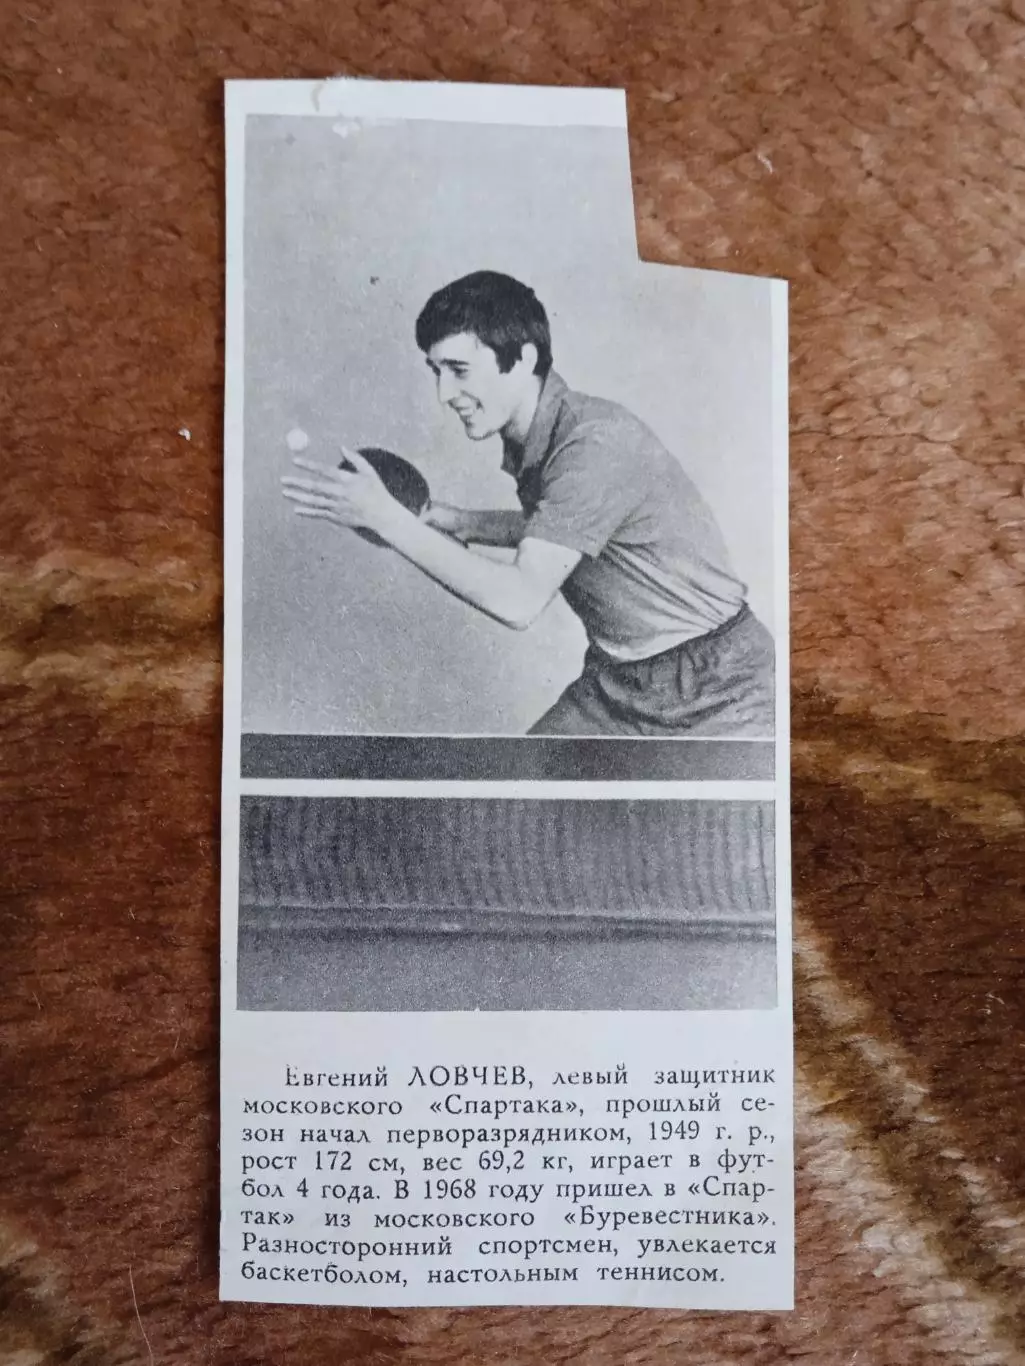 Евгений ЛОВЧЕВ, левый защитник
московского «Спартака», прошлый се-
зон начал перворазрядником, 1949 г. р.,
рост 172 см, вес 69,2 кг, играет в фут-
бол 4 года. В 1968 году пришел в «Спар-
так» из московского «Буревестника».
Разносторонний спортсмен, увлекается
баскетболом, настольным теннисом.